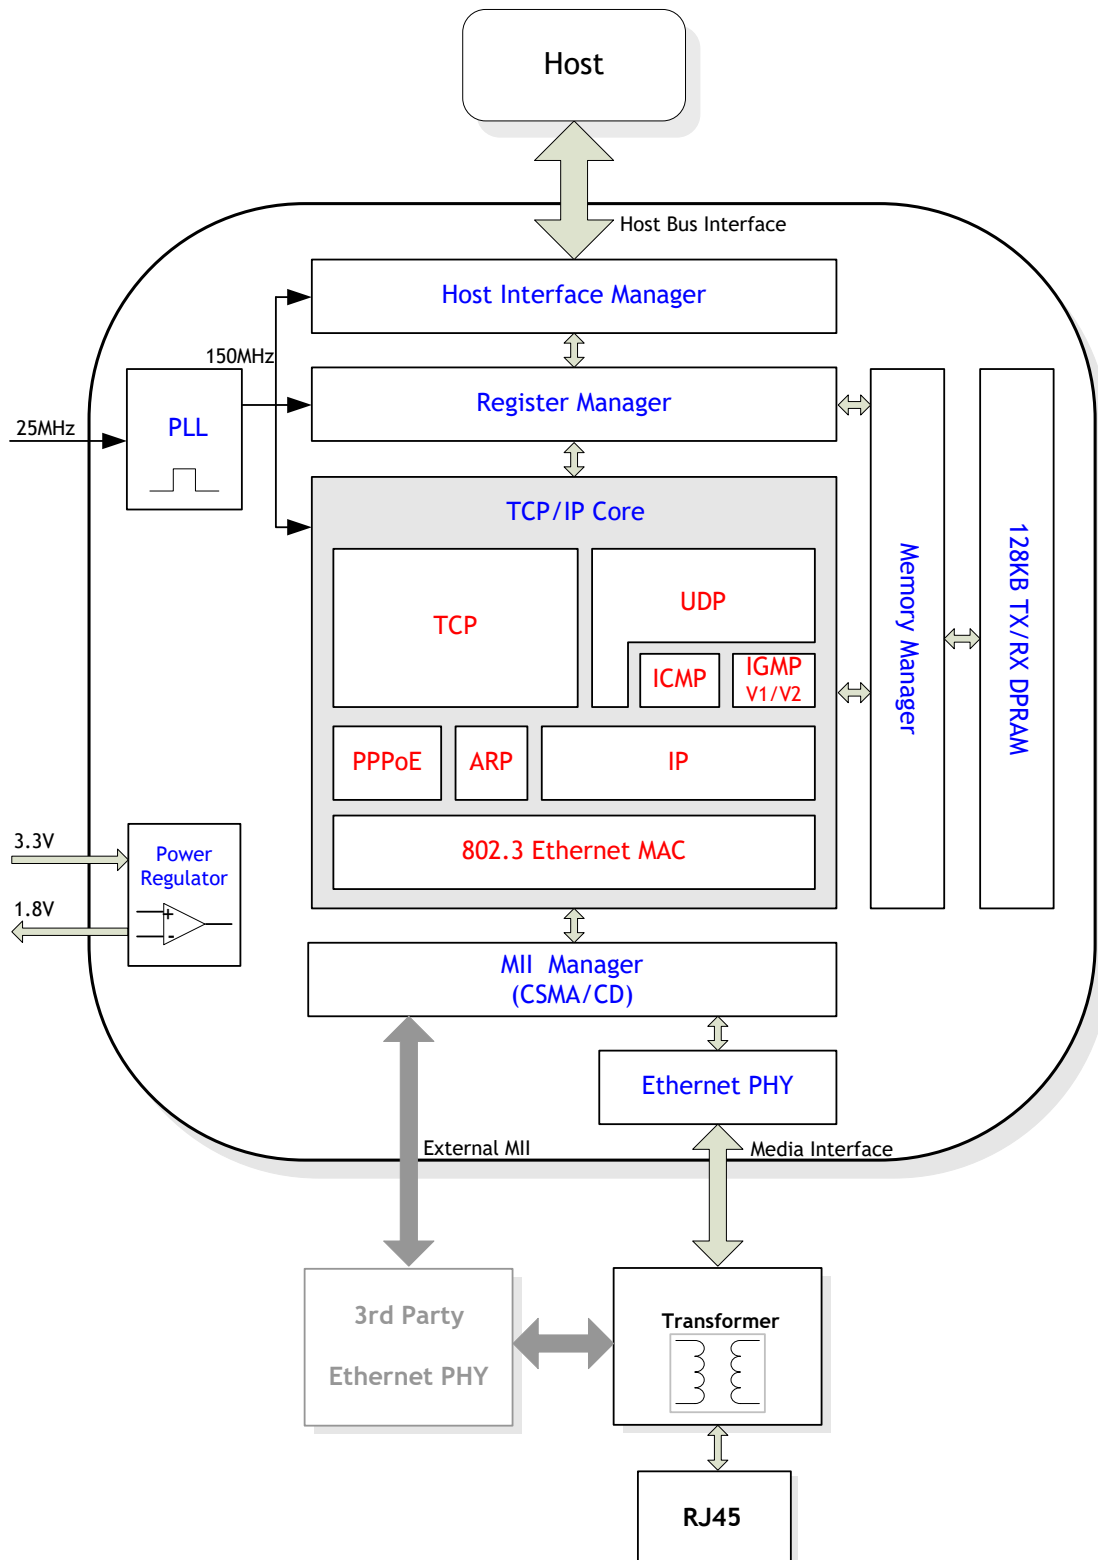 Host
Host Bus Interface
Host Interface Manager
150MHz
Register Manager
PLL
25MHz
TCP/IP Core
TCP
UDP
ICMP
IGMP
V1/V2
PPPoE
ARP
IP
802.3 Ethernet MAC
Memory Manager
128KB TX/RX DPRAM
3.3V
Power
Regulator
1.8V
+
-
MII  Manager
(CSMA/CD)
Ethernet PHY
External MII
Media Interface
3rd Party
Ethernet PHY
Transformer
RJ45